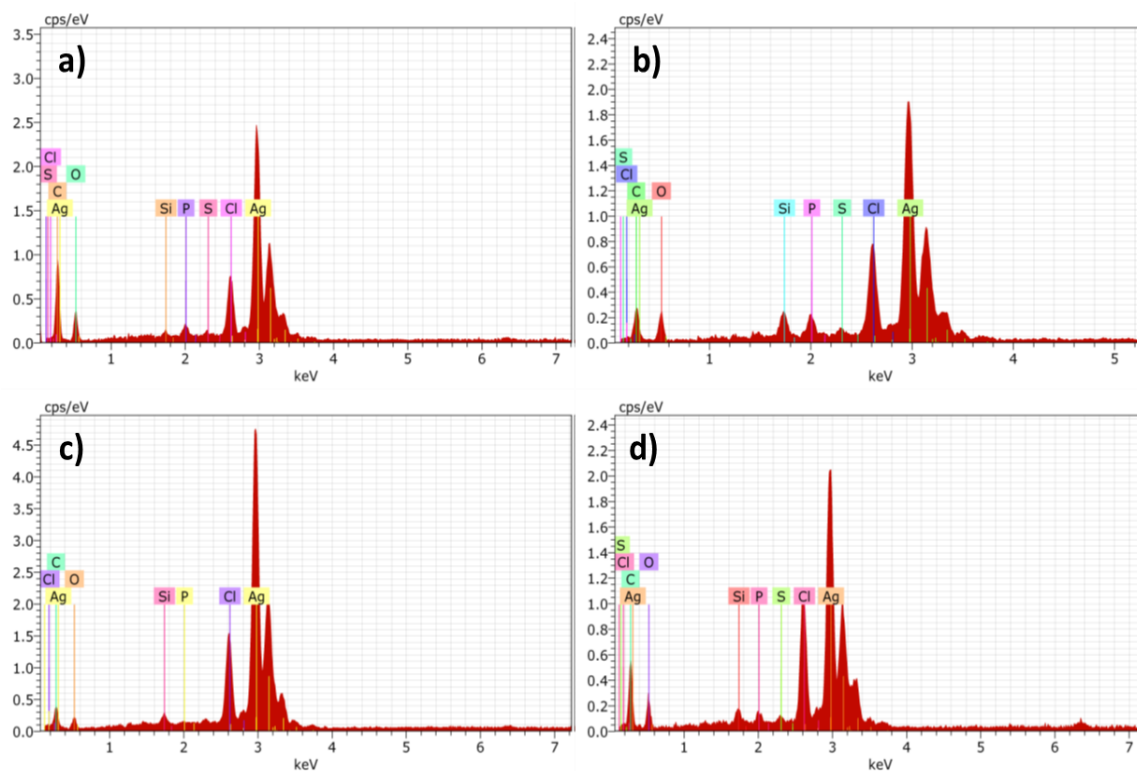 cps/eV
a)
3.5
3.0
2.5
2.0
1.5
1.0
0.5
0.0
Cl
S O
C
Ag Si P S Cl Ag
1 2 3 4 5 6 7
keV
cps/eV
b)
2.4
2.2
2.0
1.8
1.6
1.4
1.2
1.0
0.8
0.6
0.4
0.2
0.0
S
Cl
C O
Ag Si P S Cl Ag
1 2 3 4 5
keV
cps/eV
c)
4.5
4.0
3.5
3.0
2.5
2.0
1.5
1.0
0.5
0.0
C
Cl O
Ag Si P Cl Ag
1 2 3 4 5 6 7
keV
cps/eV
d)
2.4
2.2
2.0
1.8
1.6
1.4
1.2
1.0
0.8
0.6
0.4
0.2
0.0
S
Cl O
C
Ag Si P S Cl Ag
1 2 3 4 5 6 7
keV